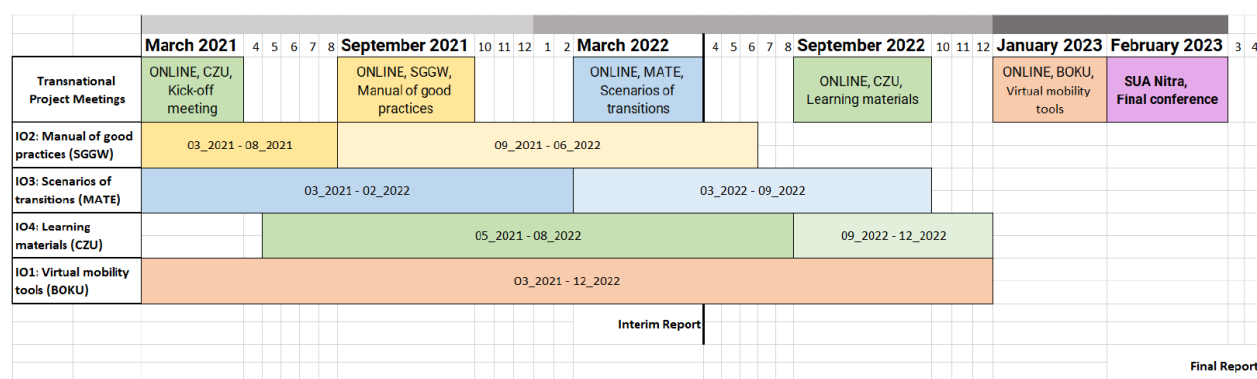 March 2021 4 5 6 7 8 September 2021 10 11 12 1 2 March 2022 4 5 6 7 8 September 2022 10 11 12 January 2023 February 2023 3 4
Transnational
Project Meetings
ONLINE, CZU,
Kick-off
meeting
ONLINE, SGGW,
Manual of good
practices
ONLINE, MATE,
Scenarios of
transitions
ONLINE, CZU,
Learning materials
ONLINE, BOKU,
Virtual mobility
tools
SUA Nitra,
Final conference
IO2: Manual of good
practices (SGGW)
03_2021 - 08_2021
09_2021 - 06_2022
IO3: Scenarios of
transitions (MATE)
03_2021 - 02_2022
03_2022 - 09_2022
IO4: Learning
materials (CZU)
05_2021 - 08_2022
09_2022 - 12_2022
IO1: Virtual mobility
tools (BOKU)
03_2021 - 12_2022
Interim Report
Final Report